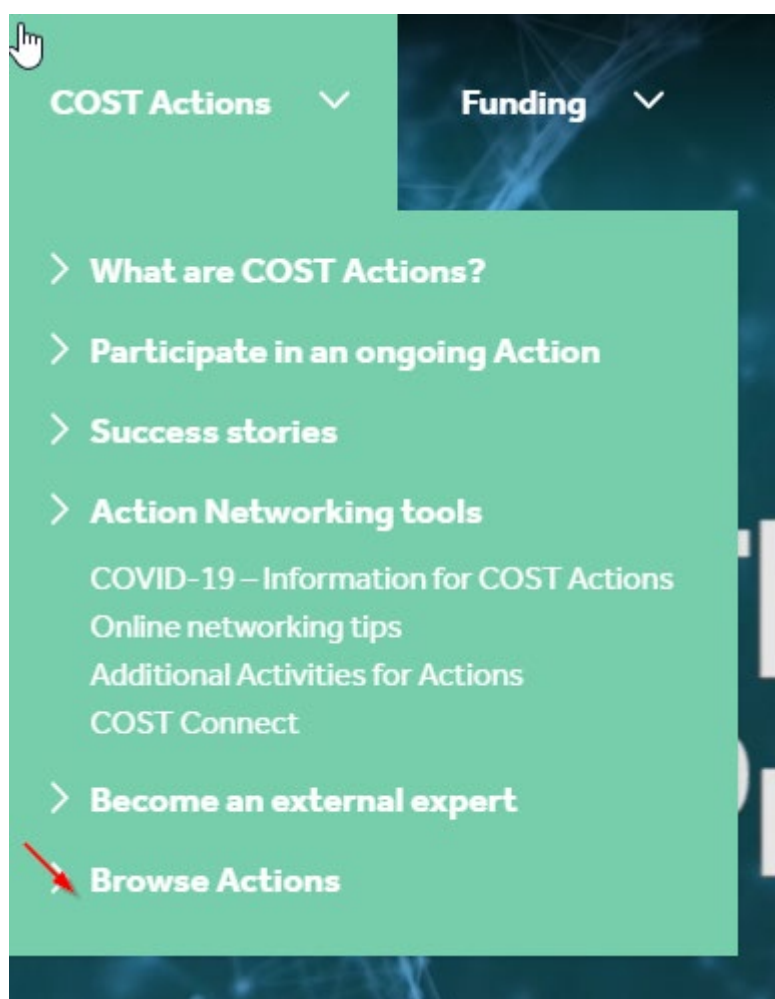 COST Actions
Funding
What are COST Actions?
Participate in an ongoing Action
Success stories
Action Networking tools
COVID-19 – Information for COST Actions
Online networking tips
Additional Activities for Actions
COST Connect
Become an external expert
Browse Actions